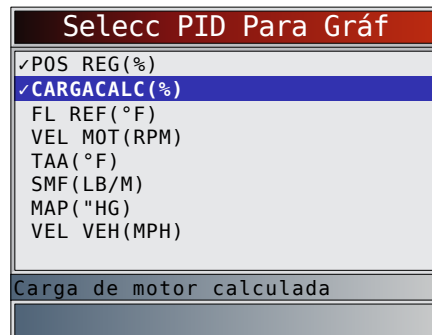 Selecc PID Para Gráf
✓POS REG(%)
✓CARGACALC(%)
FL REF(°F)
VEL MOT(RPM)
TAA(°F)
SMF(LB/M)
MAP("HG)
VEL VEH(MPH)
Carga de motor calculada